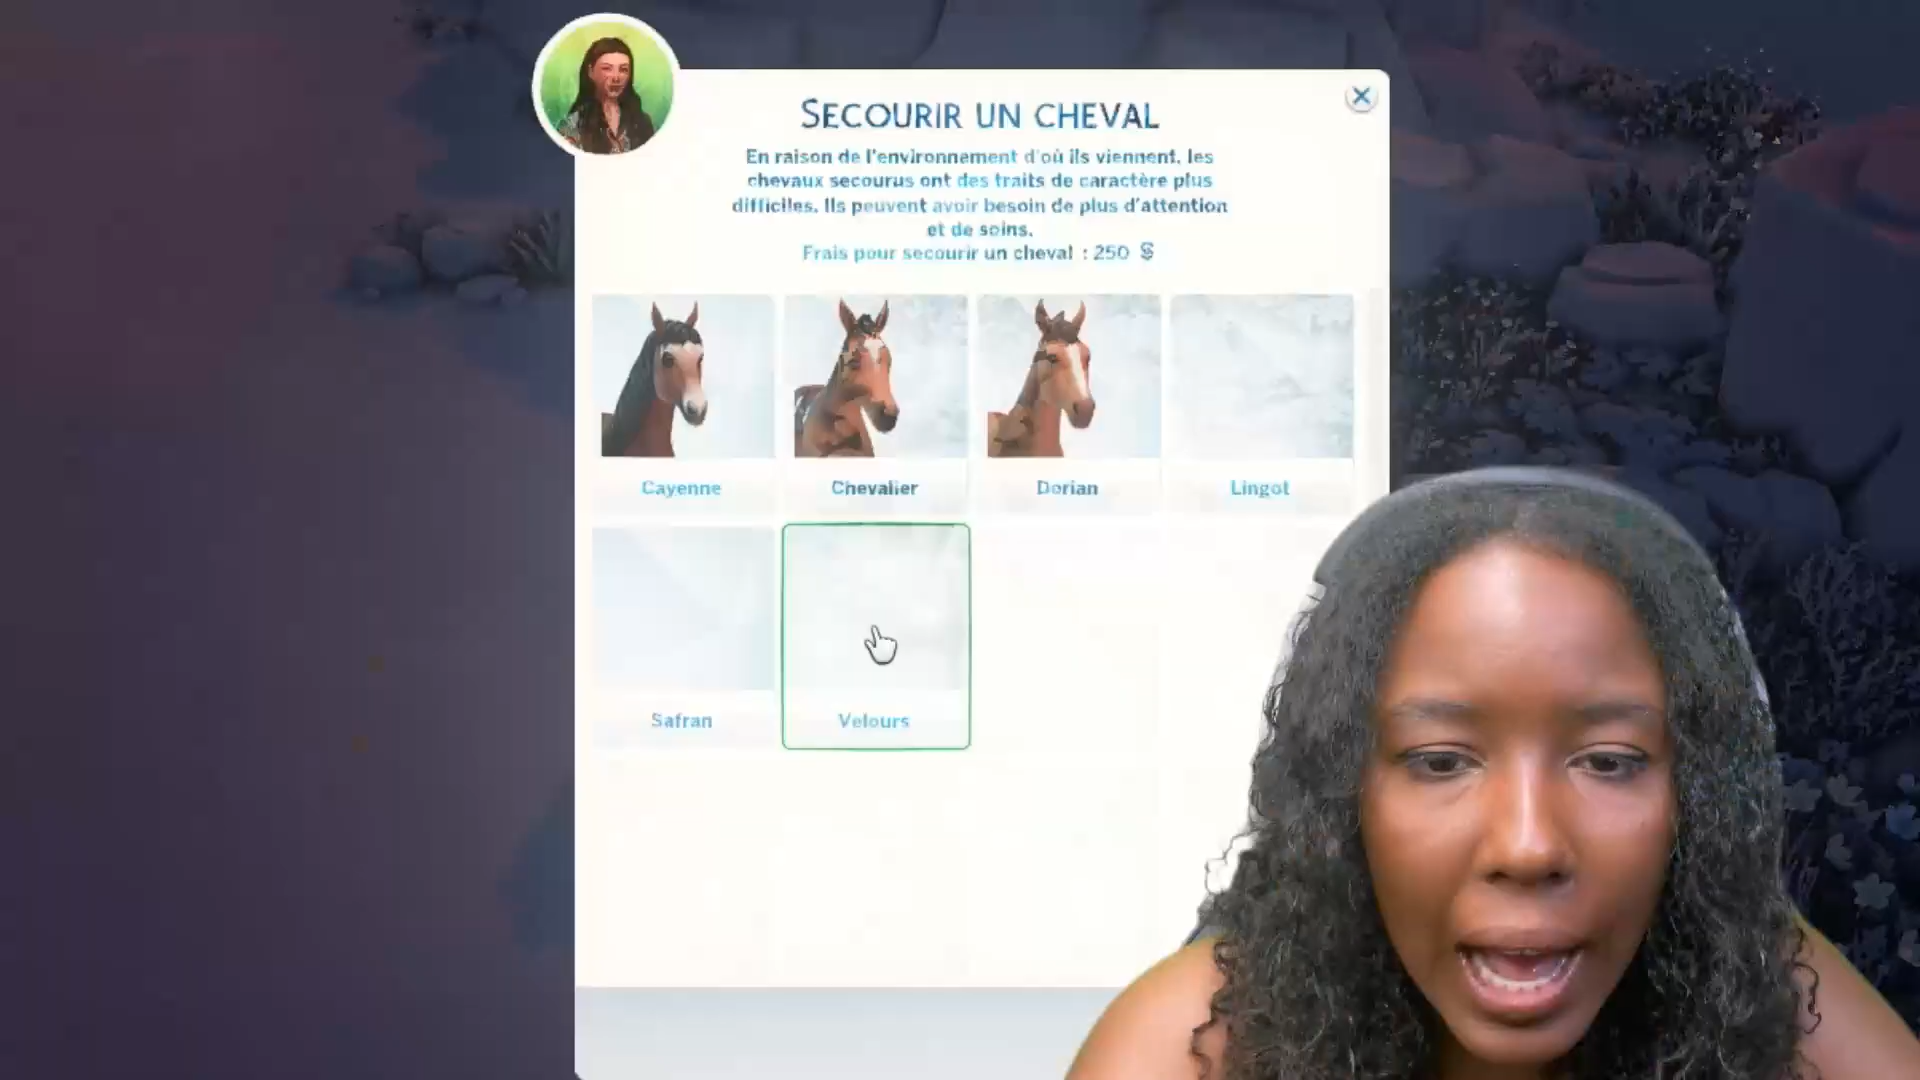 SECOURIR UN CHEVAL
En raison de l'environnement d'où ils viennent, les
chevaux secourus ont des traits de caractère plus
difficiles. Ils peuvent avoir besoin de plus d'attention
et de soins.
Frais pour secourir un cheval : 250 §
Cayenne
Chevalier
Dorian
Lingot
Safran
Velours